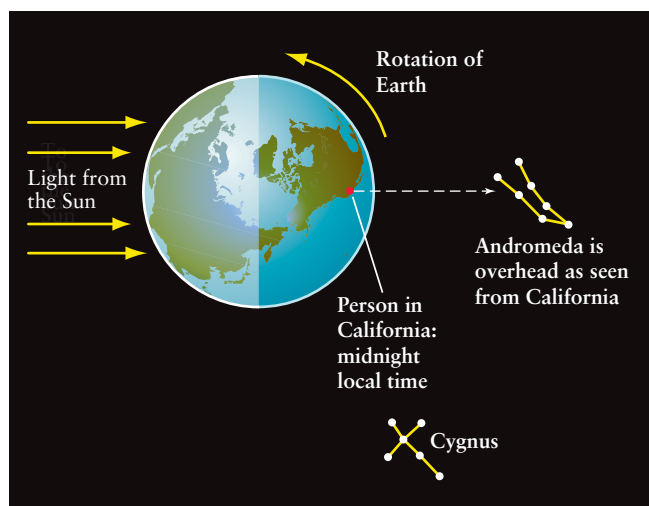 Rotation of
Earth
Light from
the Sun
Andromeda is
overhead as seen
from California
Person in
California:
midnight
local time
Cygnus